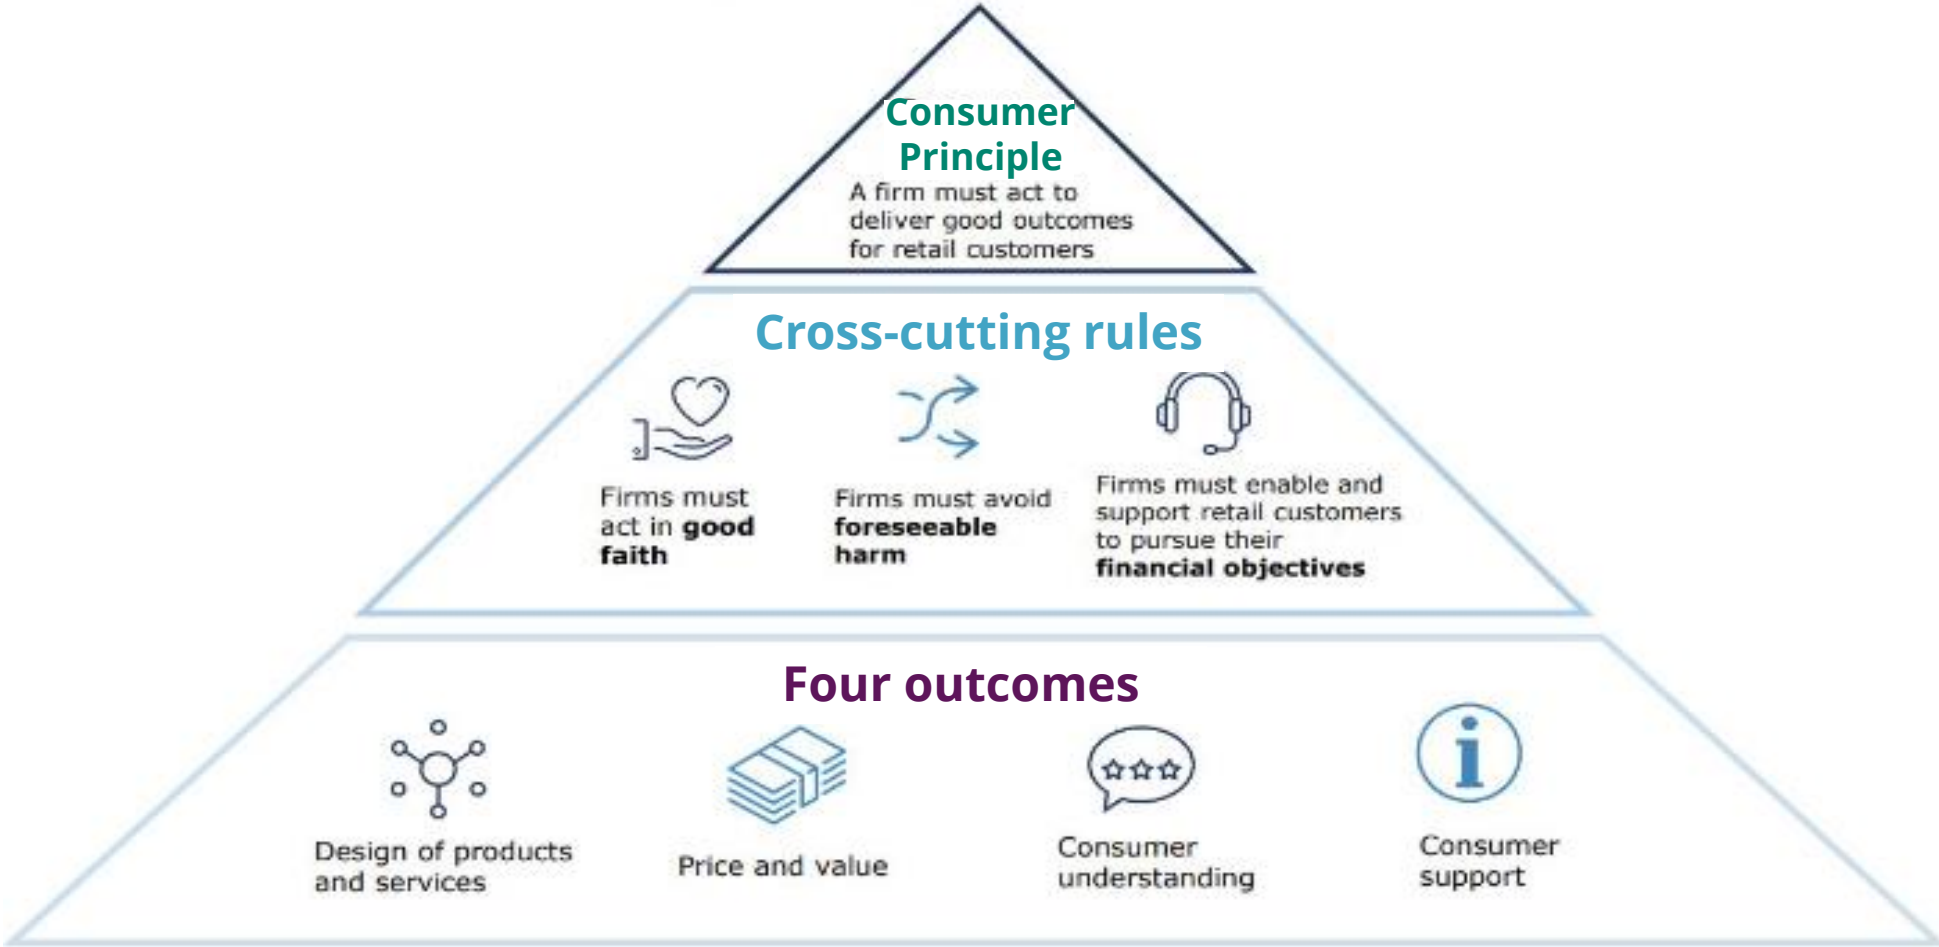 Consumer
Principle
A firm must act to
deliver good outcomes
for retail customers
Cross-cutting rules
Firms must
act in good
faith
Firms must avoid
foreseeable
harm
Firms must enable and
support retail customers
to pursue their
financial objectives
Four outcomes
Design of products
and services
Price and value
Consumer
understanding
Consumer
support